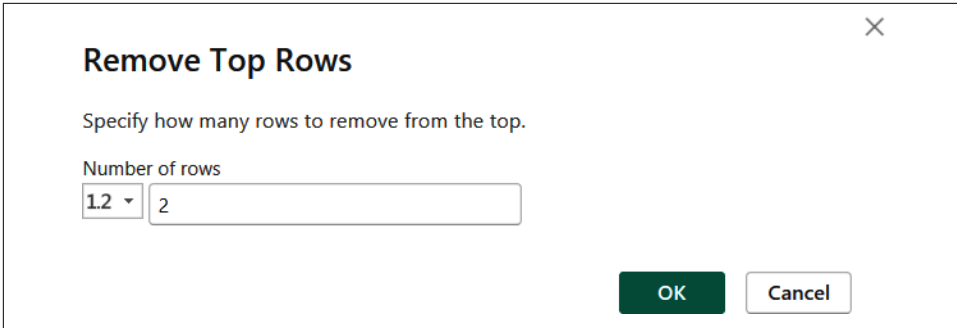 Remove Top Rows
Specify how many rows to remove from the top.
Number of rows
1.2 2
OK Cancel